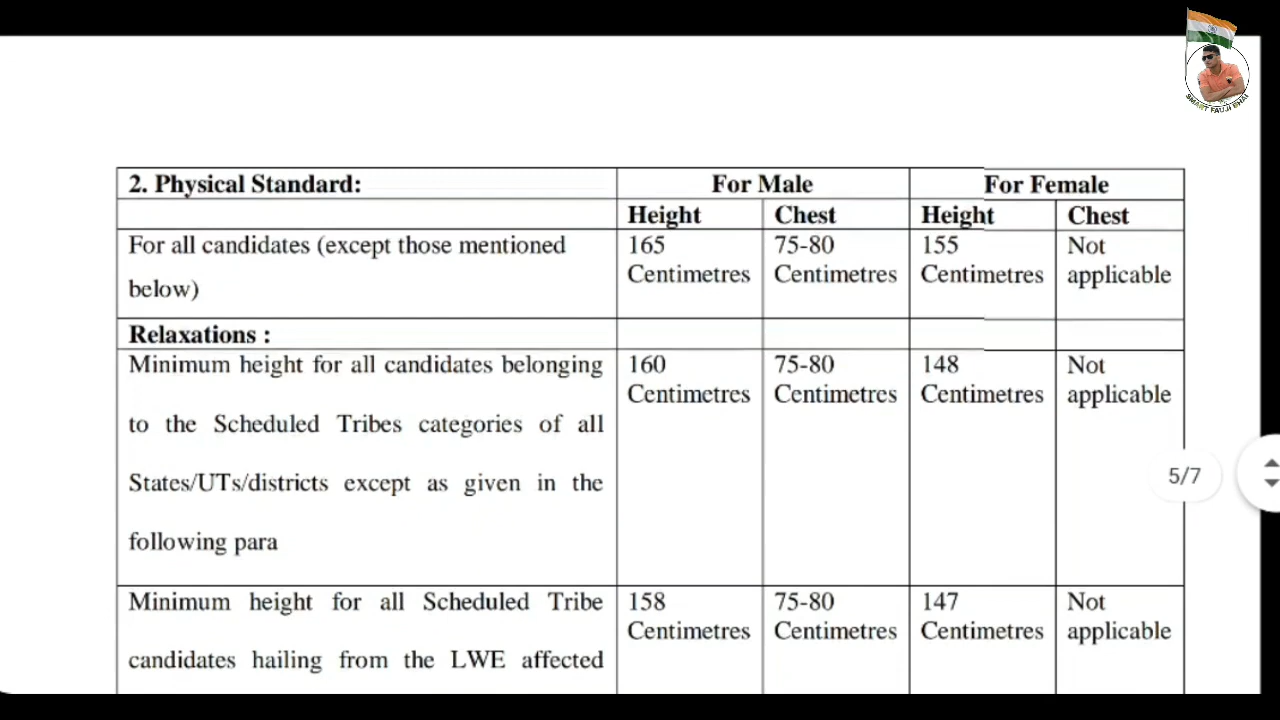 SMART FAUJI BHAI
2. Physical Standard: For Male For Female
Height Chest Height Chest
For all candidates (except those mentioned 165 75-80 155 Not
below) Centimetres Centimetres Centimetres applicable
Relaxations :
Minimum height for all candidates belonging 160 75-80 148 Not
Centimetres Centimetres Centimetres applicable
to the Scheduled Tribes categories of all
States/UTs/districts except as given in the
5/7
following para
Minimum height for all Scheduled Tribe 158 75-80 147 Not
Centimetres Centimetres Centimetres applicable
candidates hailing from the LWE affected